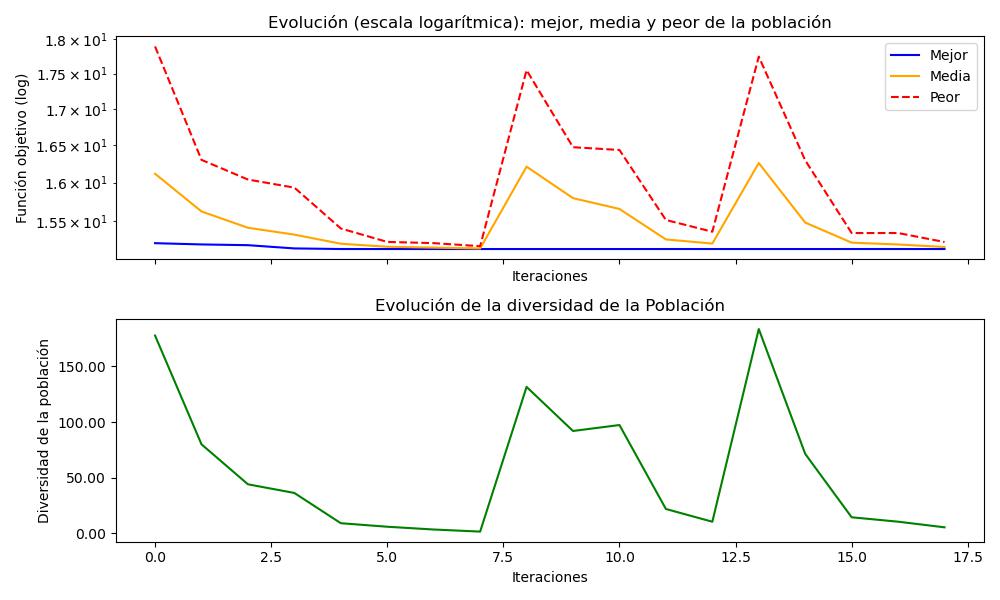 Evolución (escala logarítmica): mejor, media y peor de la población
Función objetivo (log)
1.8 × 10¹
1.75 × 10¹
1.7 × 10¹
1.65 × 10¹
1.6 × 10¹
1.55 × 10¹
Mejor
Media
Peor
Iteraciones
Evolución de la diversidad de la Población
Diversidad de la población
150.00
100.00
50.00
0.00
0.0 2.5 5.0 7.5 10.0 12.5 15.0 17.5
Iteraciones